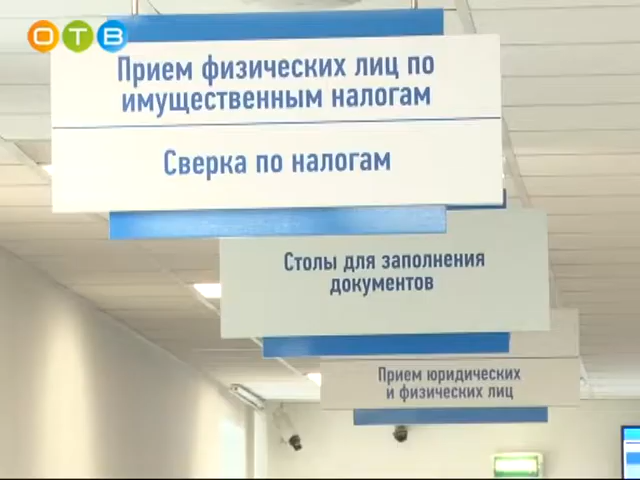 ОТВ
Прием физических лиц по
имущественным налогам
Сверка по налогам
Столы для заполнения
документов
Прием юридических
и физических лиц